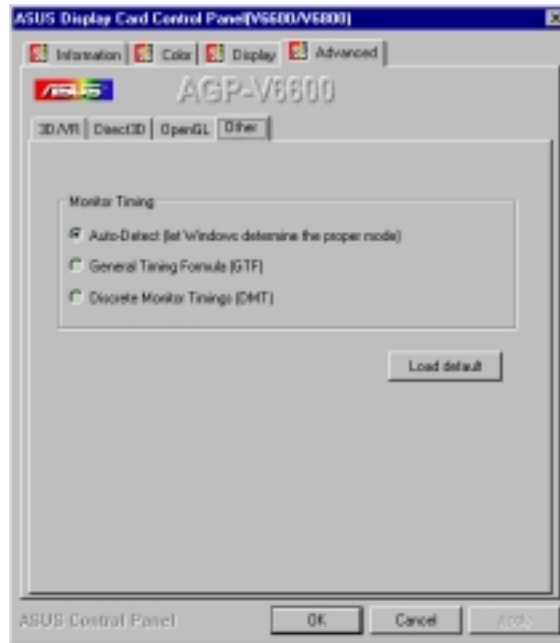 ASUS Display Card Control Panel(V6600/V6800)
Information Color Display Advanced
ASUS AGP-V6600
3D/VR Direct3D OpenGL Other
Monitor Timing
Auto-Detect (let Windows determine the proper mode)
General Timing Formula (GTF)
Discrete Monitor Timings (DMT)
Load default
ASUS Control Panel OK Cancel Apply